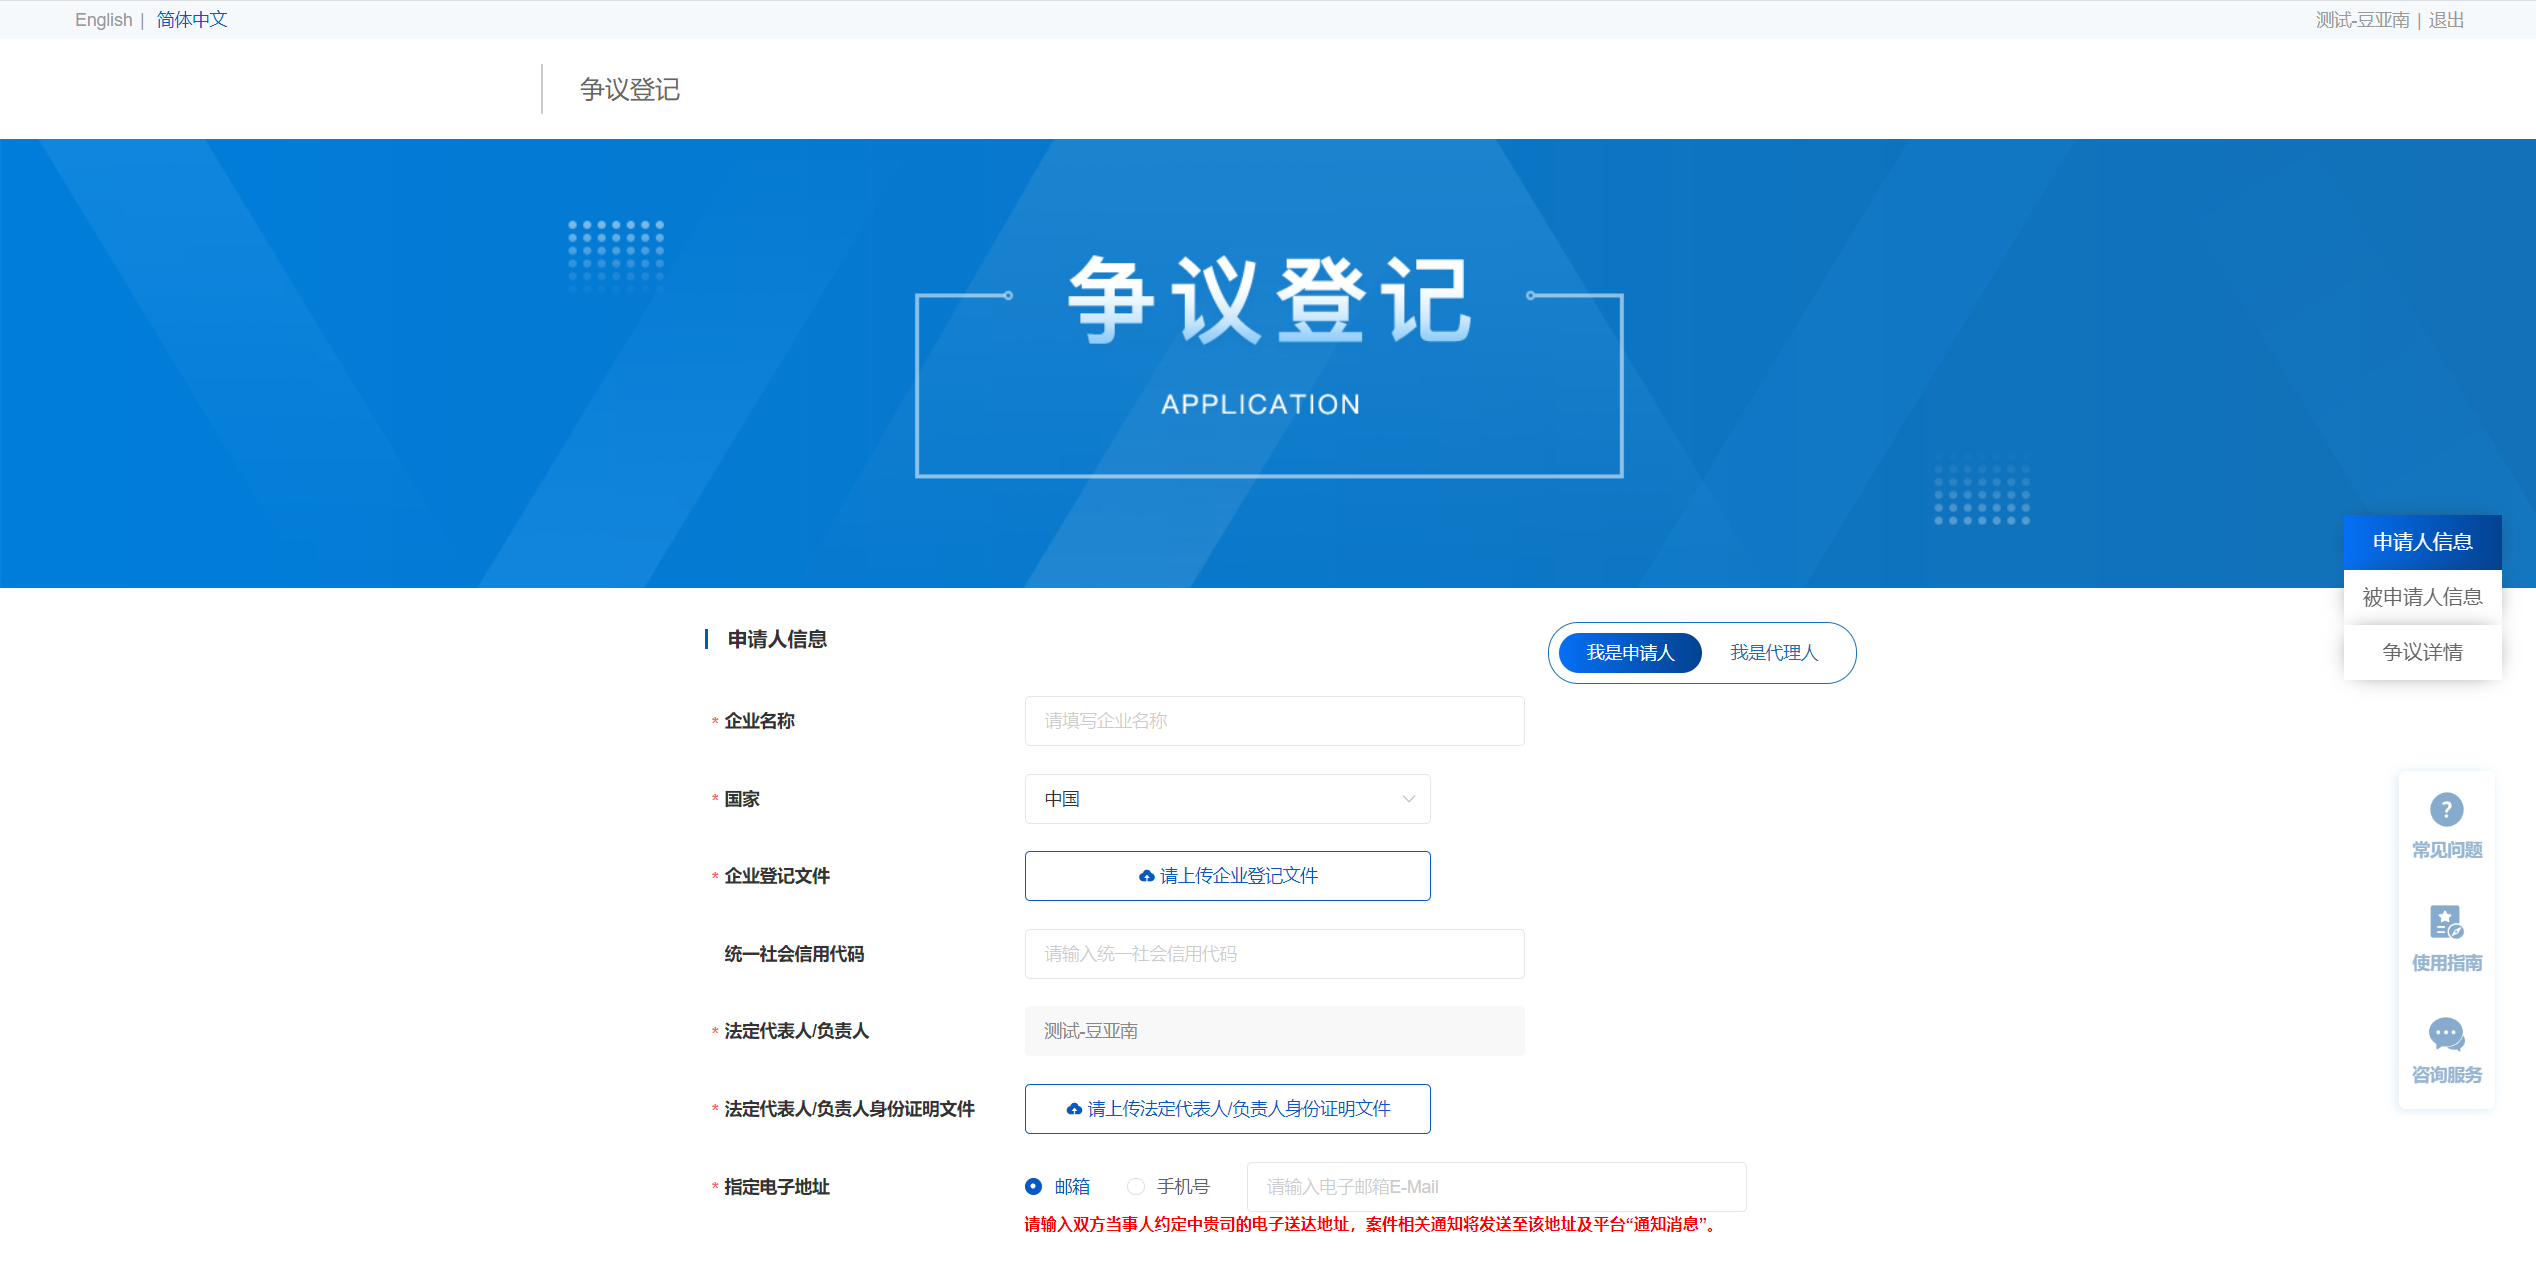 English | 简体中文
测试-豆亚南 | 退出
争议登记
争议登记
APPLICATION
申请人信息
被申请人信息
争议详情
申请人信息
我是申请人 我是代理人
* 企业名称 请填写企业名称
* 国家 中国
* 企业登记文件 请上传企业登记文件
统一社会信用代码 请输入统一社会信用代码
* 法定代表人/负责人 测试-豆亚南
* 法定代表人/负责人身份证明文件 请上传法定代表人/负责人身份证明文件
* 指定电子地址 邮箱 手机号 请输入电子邮箱E-Mail
请输入双方当事人约定中贵司的电子送达地址，案件相关通知将发送至该地址及平台“通知消息”。
常见问题
使用指南
咨询服务